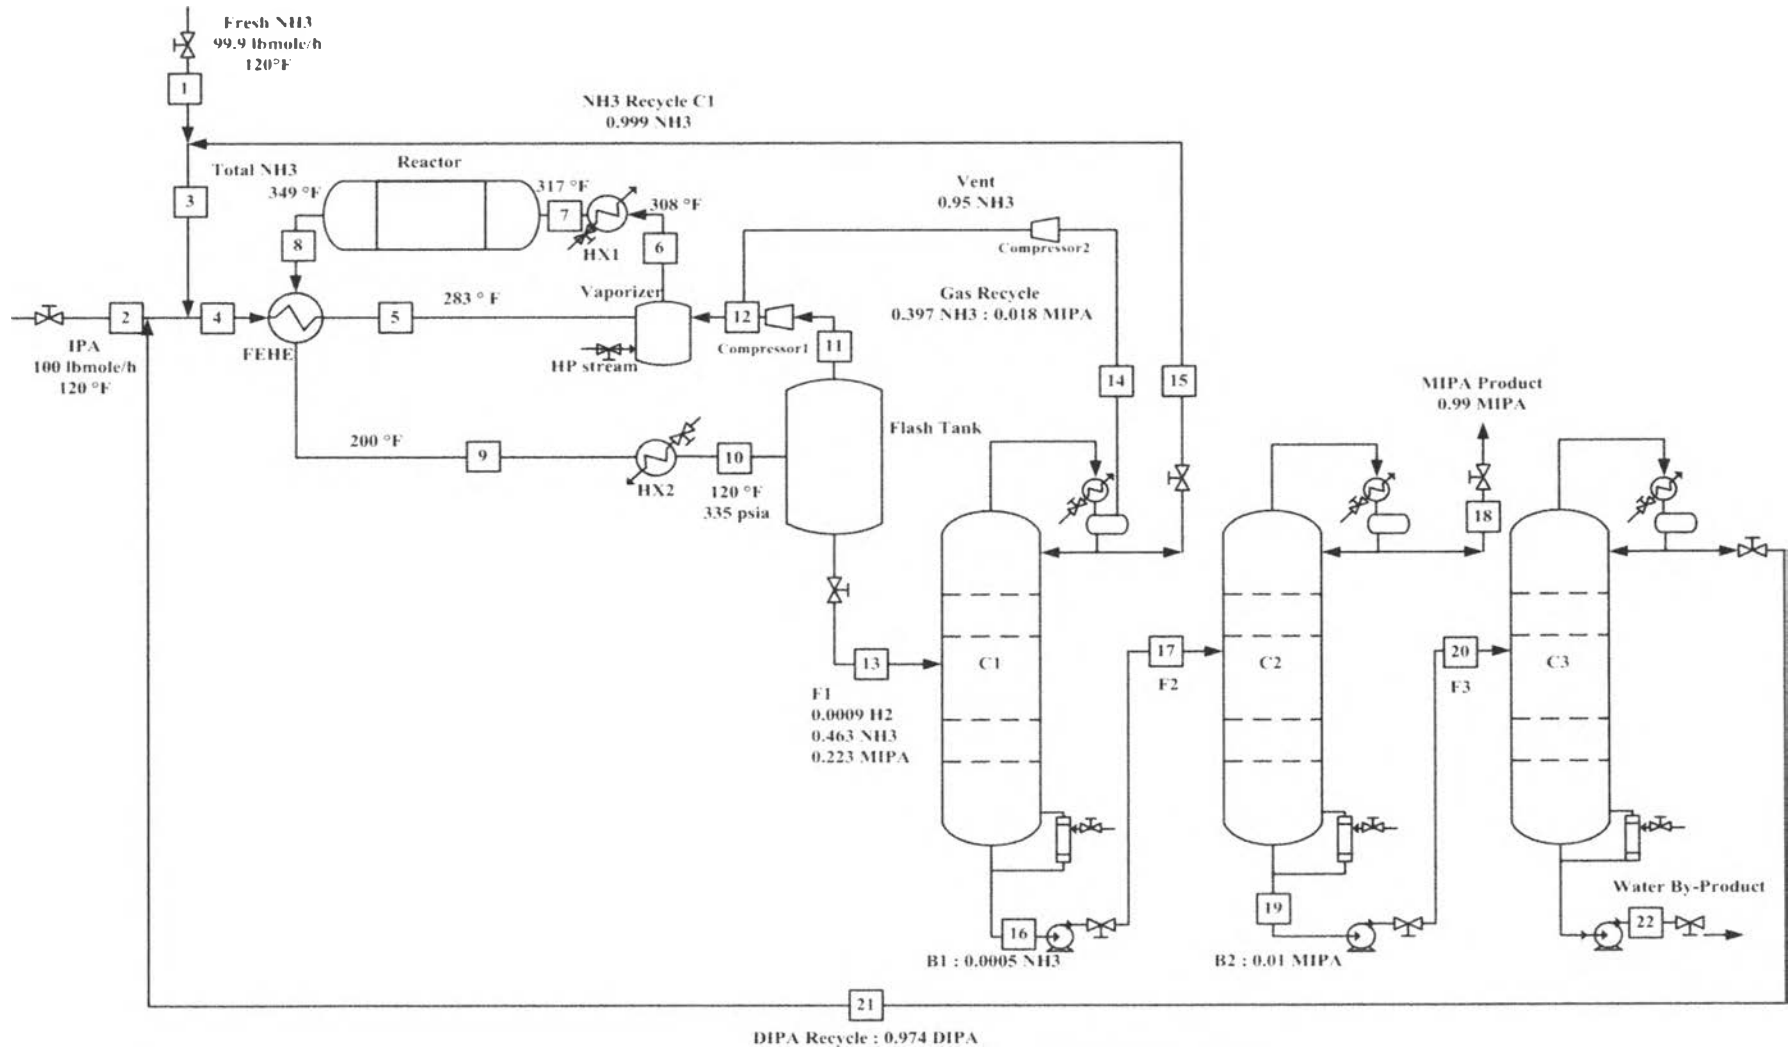 Fresh NH3
99.9 lbmole/h
120°F
1
NH3 Recycle C1
0.999 NH3
Total NH3
349 °F
Reactor
317 °F
308 °F
3
7
8
6
HX1
Vent
0.95 NH3
Compressor2
Vaporizer
283 ° F
2
4
5
12
IPA
100 lbmole/h
120 °F
FEHE
HP stream
Compressor1
11
Gas Recycle
0.397 NH3 : 0.018 MIPA
14
15
MIPA Product
0.99 MIPA
200 °F
9
HX2
10
120 °F
335 psia
Flash Tank
18
13
F1
0.0009 H2
0.463 NH3
0.223 MIPA
C1
17
F2
C2
20
F3
C3
16
B1 : 0.0005 NH3
19
B2 : 0.01 MIPA
Water By-Product
22
21
DIPA Recycle : 0.974 DIPA